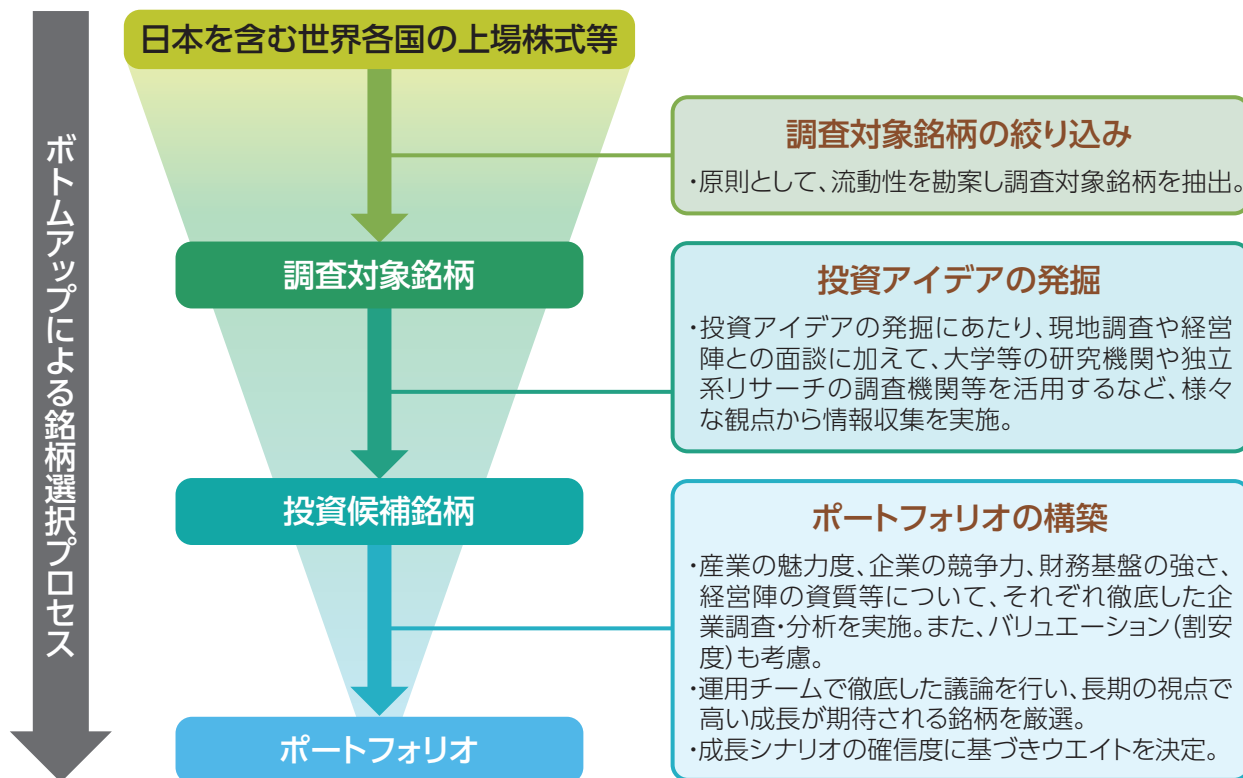 日本を含む世界各国の上場株式等
ボトムアップによる銘柄選択プロセス
調査対象銘柄の絞り込み
・原則として、流動性を勘案し調査対象銘柄を抽出。
調査対象銘柄
投資アイデアの発掘
・投資アイデアの発掘にあたり、現地調査や経営
陣との面談に加えて、大学等の研究機関や独立
系リサーチの調査機関等を活用するなど、様々
な観点から情報収集を実施。
投資候補銘柄
ポートフォリオの構築
・産業の魅力度、企業の競争力、財務基盤の強さ、
経営陣の資質等について、それぞれ徹底した企
業調査・分析を実施。また、バリュエーション(割安
度)も考慮。
・運用チームで徹底した議論を行い、長期の視点で
高い成長が期待される銘柄を厳選。
・成長シナリオの確信度に基づきウエイトを決定。
ポートフォリオ